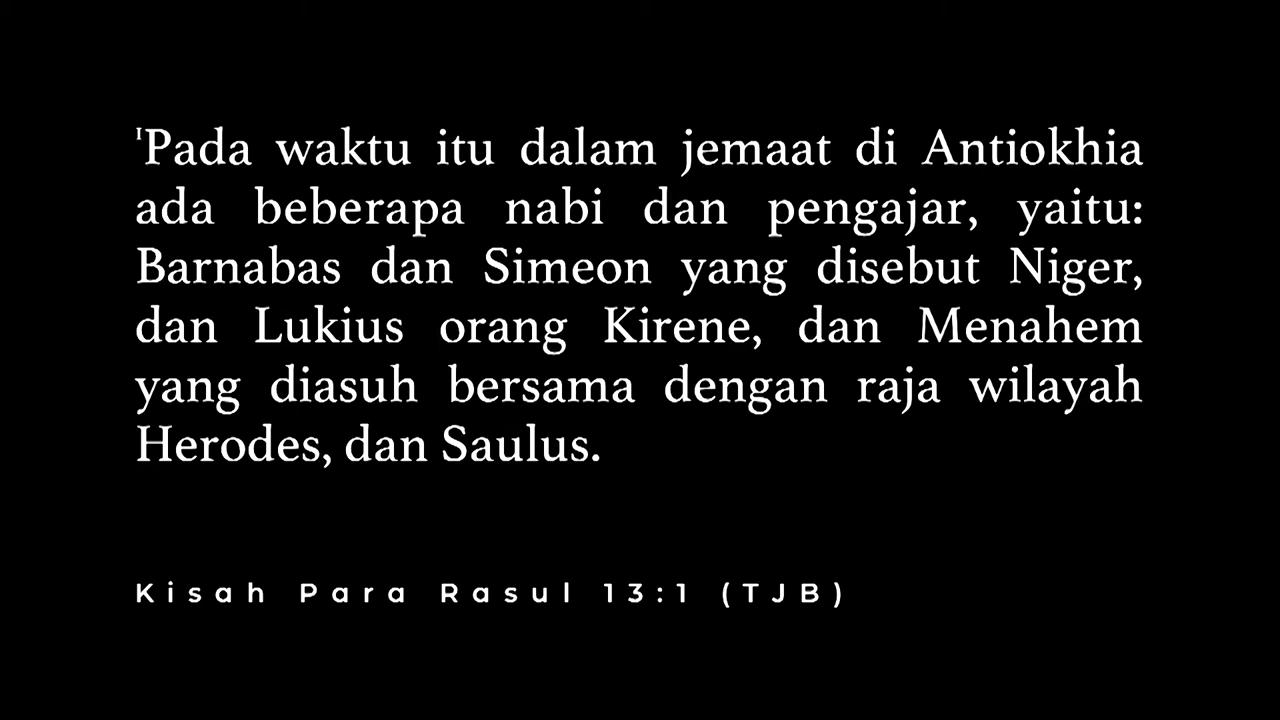 ¹Pada waktu itu dalam jemaat di Antiokhia
ada beberapa nabi dan pengajar, yaitu:
Barnabas dan Simeon yang disebut Niger,
dan Lukius orang Kirene, dan Menahem
yang diasuh bersama dengan raja wilayah
Herodes, dan Saulus.
Kisah Para Rasul 13:1 (TJB)